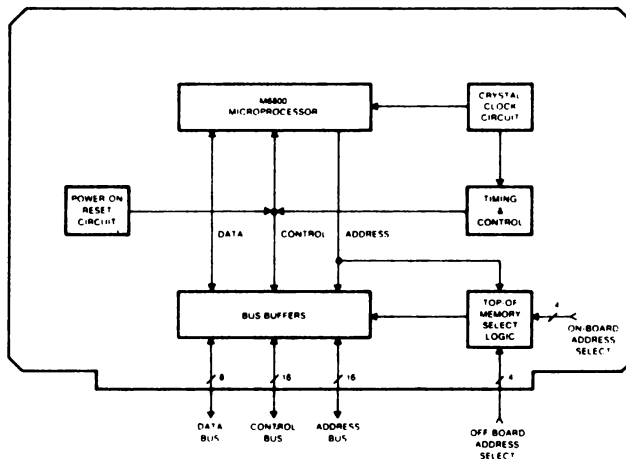 M6800
MICROPROCESSOR
CRYSTAL
CLOCK
CIRCUIT
POWER ON
RESET
CIRCUIT
TIMING
&
CONTROL
DATA
CONTROL
ADDRESS
BUS BUFFERS
TOP OF
MEMORY
SELECT
LOGIC
4
ON-BOARD
ADDRESS
SELECT
8
16
16
4
DATA
BUS
CONTROL
BUS
ADDRESS
BUS
OFF BOARD
ADDRESS
SELECT